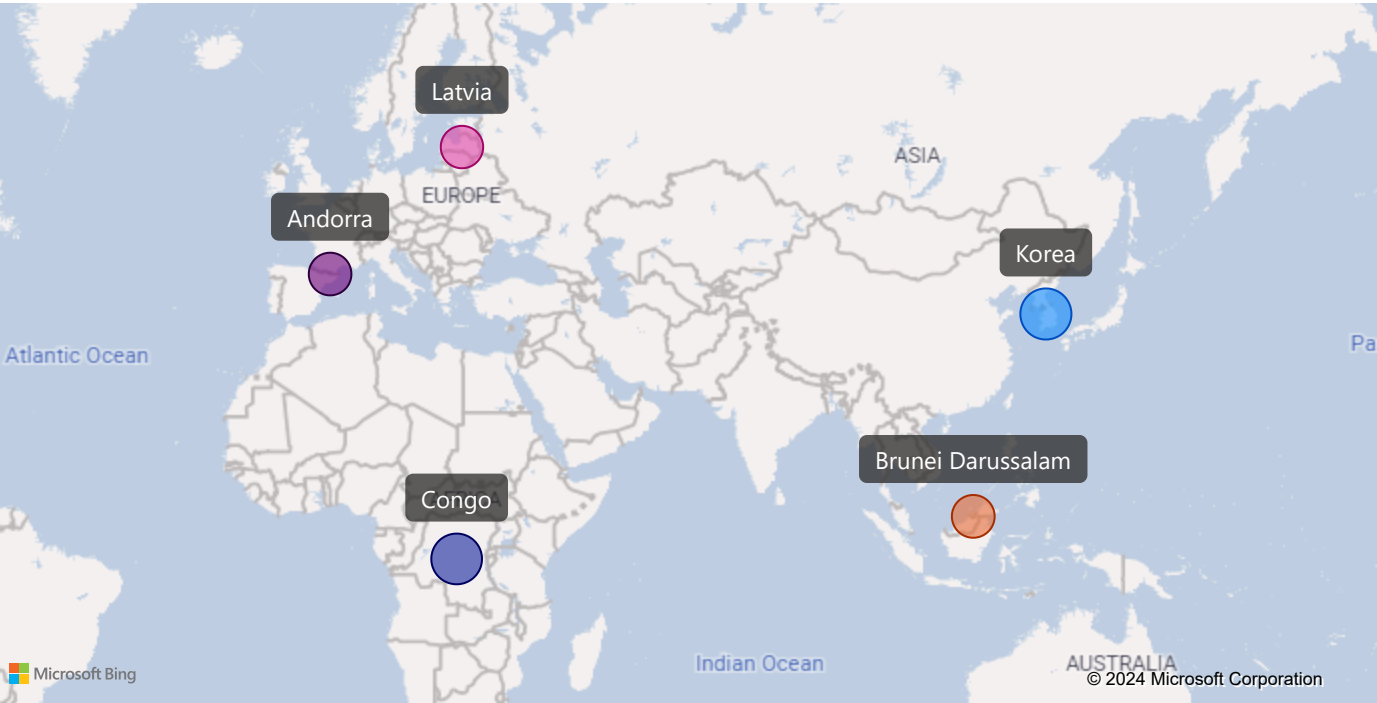 Latvia
ASIA
EUROPE
Andorra
Korea
Atlantic Ocean
Pa
Brunei Darussalam
Congo
Indian Ocean
AUSTRALIA
Microsoft Bing
© 2024 Microsoft Corporation